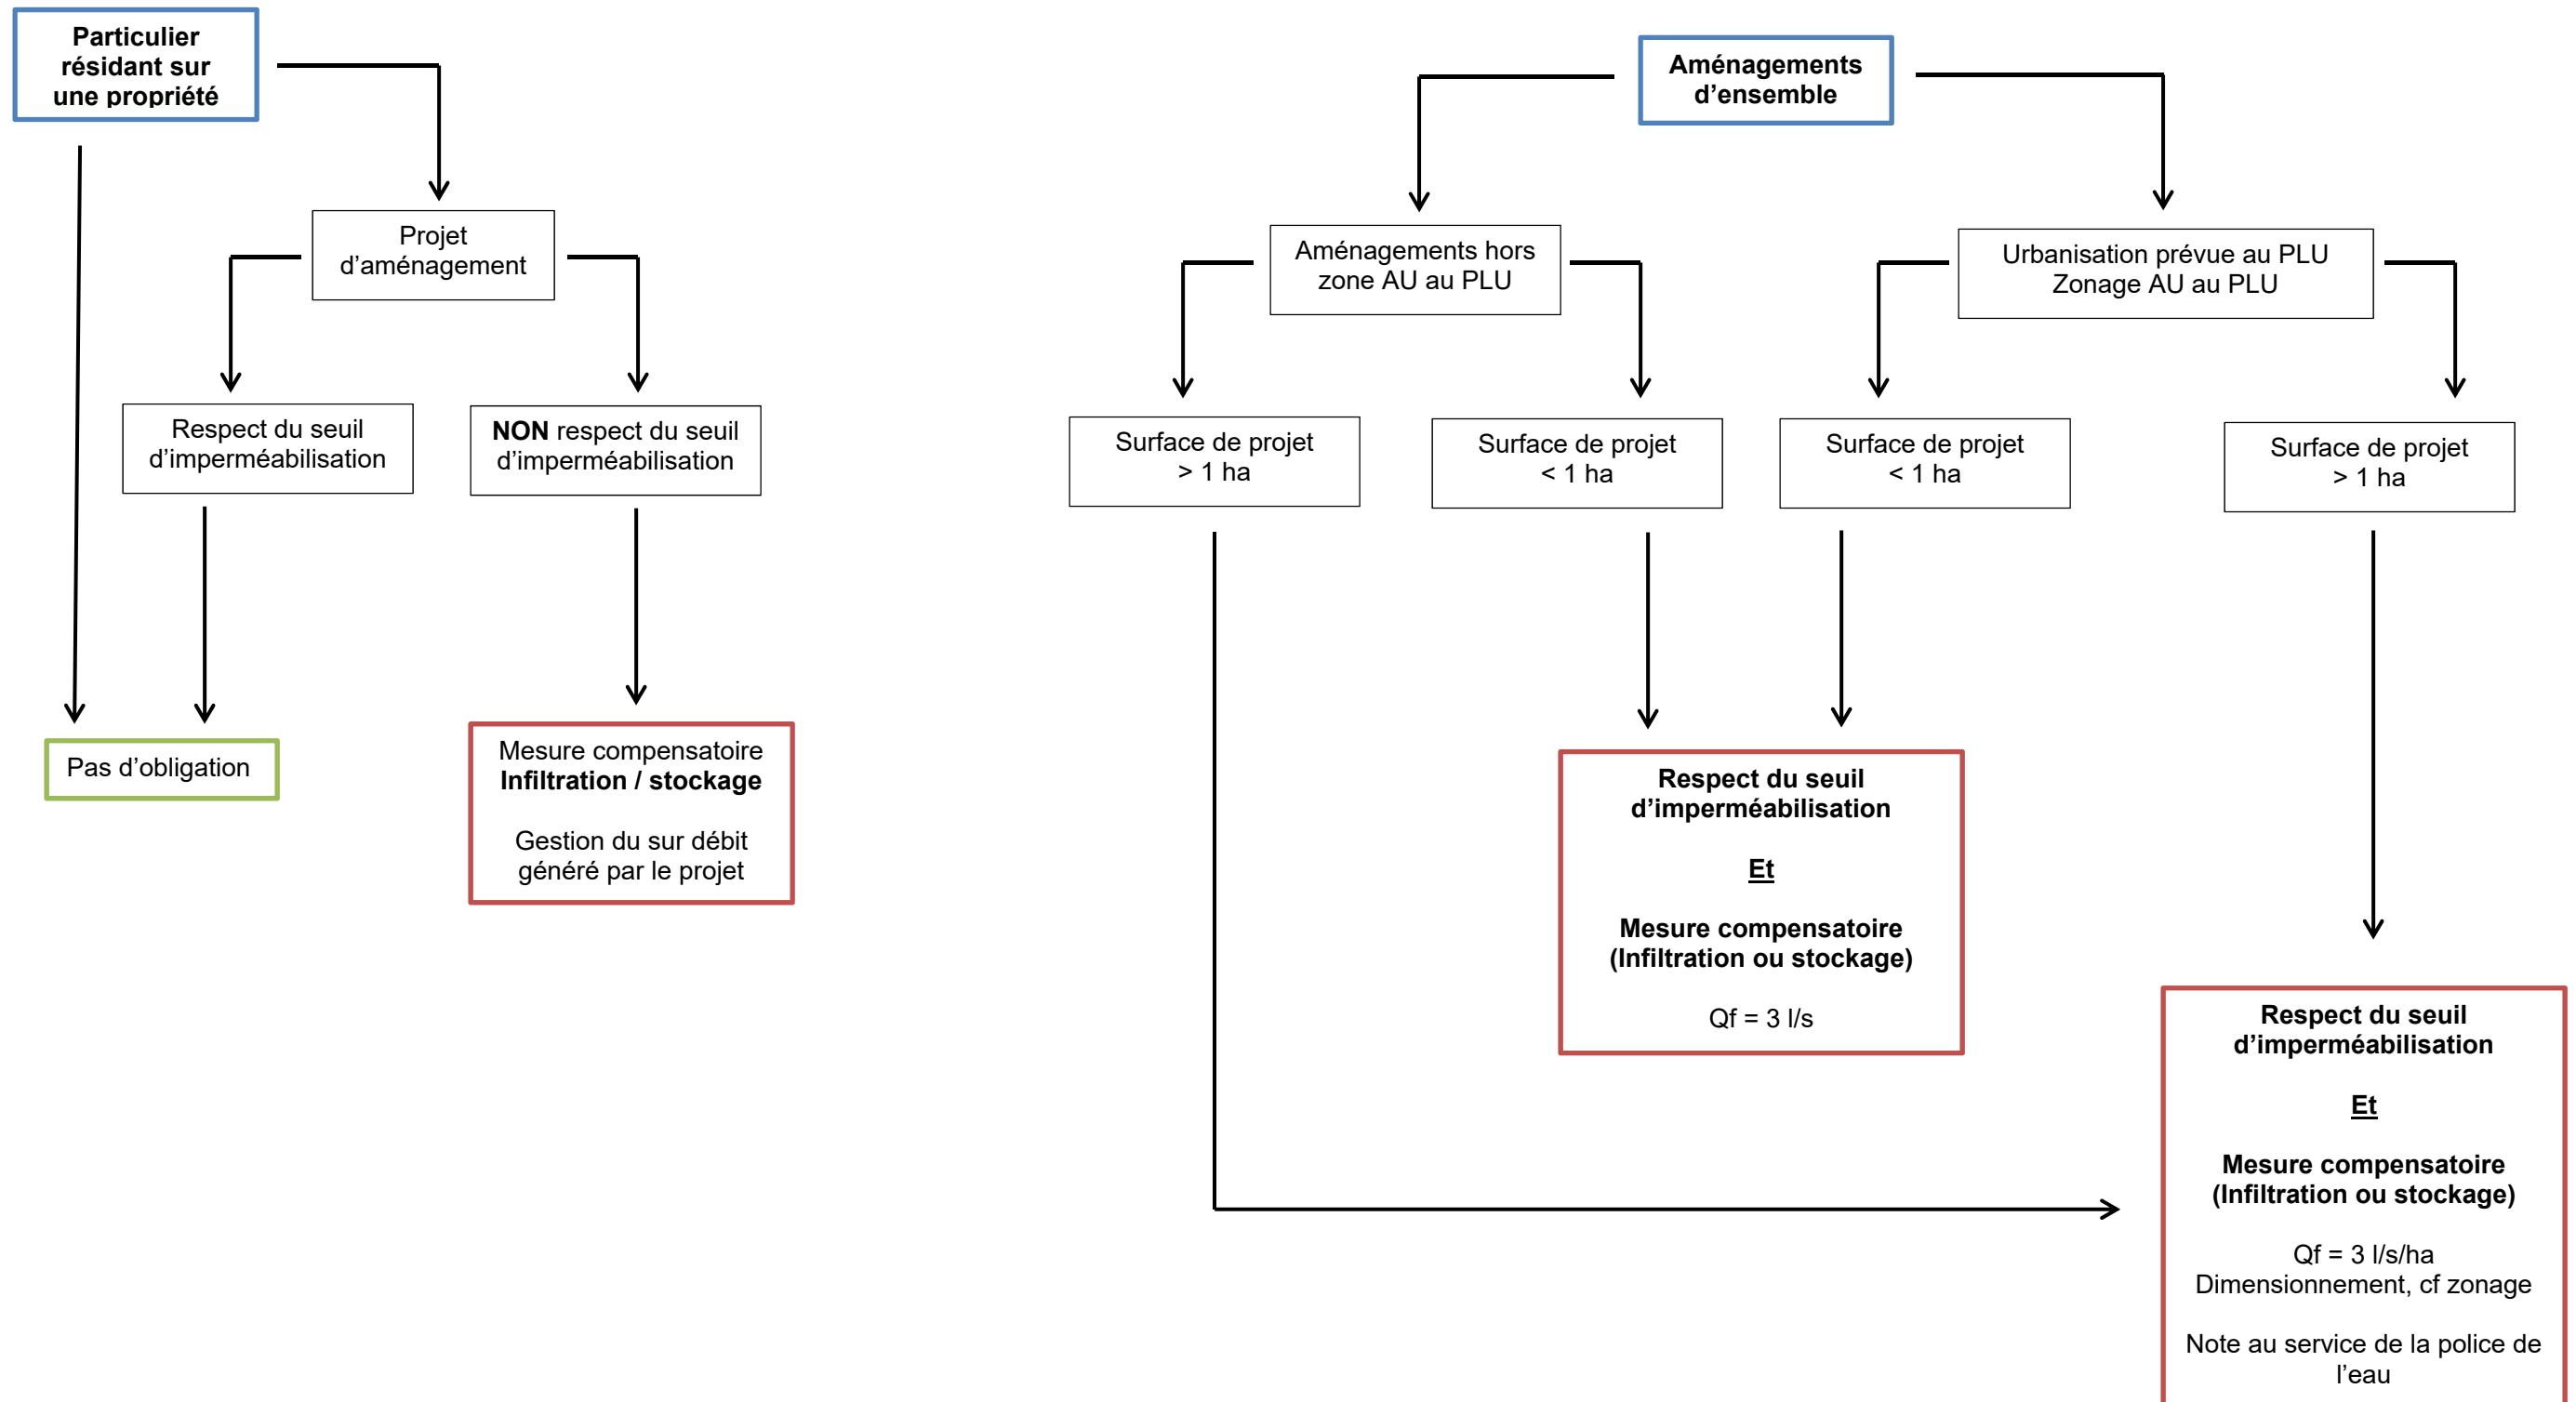 Particulier
résidant sur
une propriété
Projet
d’aménagement
Respect du seuil
d’imperméabilisation
NON respect du seuil
d’imperméabilisation
Pas d’obligation
Mesure compensatoire
Infiltration / stockage
Gestion du sur débit
généré par le projet
Aménagements
d’ensemble
Aménagements hors
zone AU au PLU
Urbanisation prévue au PLU
Zonage AU au PLU
Surface de projet
> 1 ha
Surface de projet
< 1 ha
Surface de projet
< 1 ha
Surface de projet
> 1 ha
Respect du seuil
d’imperméabilisation
Et
Mesure compensatoire
(Infiltration ou stockage)
Qf = 3 l/s
Respect du seuil
d’imperméabilisation
Et
Mesure compensatoire
(Infiltration ou stockage)
Qf = 3 l/s/ha
Dimensionnement, cf zonage
Note au service de la police de
l’eau